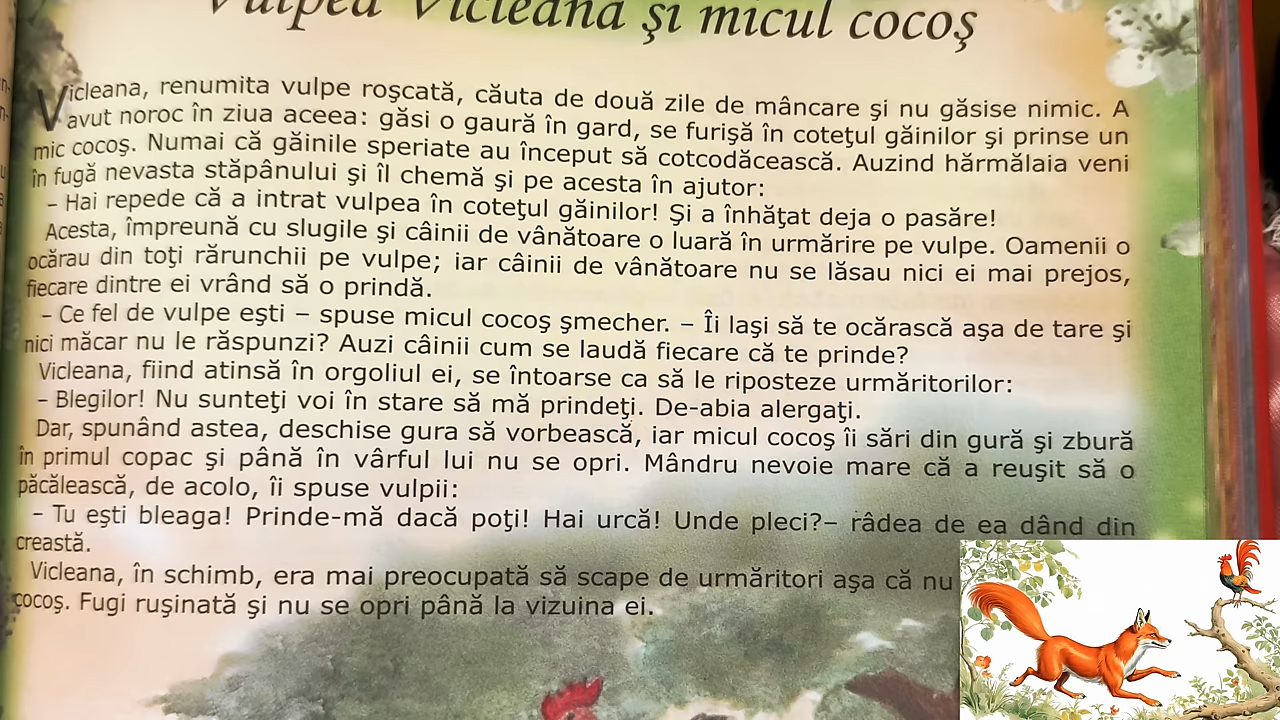 Vulpea Vicleana şi micul cocoş
Vicleana, renumita vulpe roşcată, căuta de două zile de mâncare şi nu găsise nimic. A
avut noroc în ziua aceea: găsi o gaură în gard, se furişă în coteţul găinilor şi prinse un
mic cocoş. Numai că găinile speriate au început să cotcodăcească. Auzind hărmălaia veni
în fugă nevasta stăpânului şi îl chemă şi pe acesta în ajutor:
– Hai repede că a intrat vulpea în coteţul găinilor! Şi a înhăţat deja o pasăre!
Acesta, împreună cu slugile şi câinii de vânătoare o luară în urmărire pe vulpe. Oamenii o
ocărau din toţi rărunchii pe vulpe; iar câinii de vânătoare nu se lăsau nici ei mai prejos,
fiecare dintre ei vrând să o prindă.
– Ce fel de vulpe eşti – spuse micul cocoş şmecher. – Îi laşi să te ocărască aşa de tare şi
nici măcar nu le răspunzi? Auzi câinii cum se laudă fiecare că te prinde?
Vicleana, fiind atinsă în orgoliul ei, se întoarse ca să le riposteze urmăritorilor:
– Blegilor! Nu sunteţi voi în stare să mă prindeţi. De-abia alergaţi.
Dar, spunând astea, deschise gura să vorbească, iar micul cocoş îi sări din gură şi zbură
în primul copac şi până în vârful lui nu se opri. Mândru nevoie mare că a reuşit să o
păcălească, de acolo, îi spuse vulpii:
– Tu eşti bleaga! Prinde-mă dacă poţi! Hai urcă! Unde pleci?– râdea de ea dând din
creastă.
Vicleana, în schimb, era mai preocupată să scape de urmăritori aşa că nu
cocoş. Fugi ruşinată şi nu se opri până la vizuina ei.